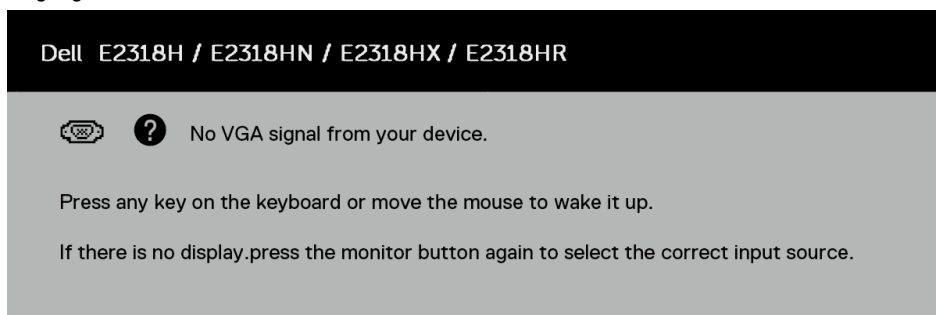 Dell E2318H / E2318HN / E2318HX / E2318HR
No VGA signal from your device.
Press any key on the keyboard or move the mouse to wake it up.
If there is no display.press the monitor button again to select the correct input source.